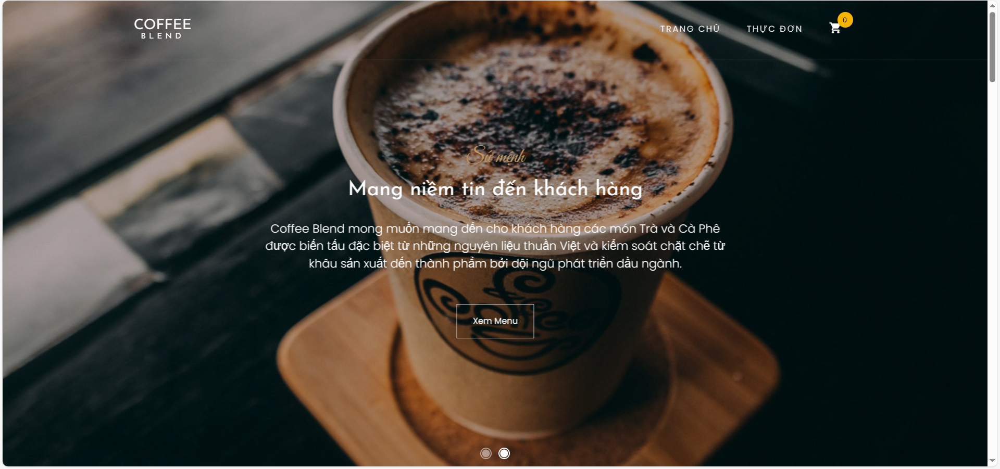 COFFEE
BLEND
TRANG CHỦ
THỰC ĐƠN
0
Sứ mệnh
Mang niềm tin đến khách hàng
Coffee Blend mong muốn mang đến cho khách hàng các món Trà và Cà Phê
được biến tấu đặc biệt từ những nguyên liệu thuần Việt và kiểm soát chặt chẽ từ
khâu sản xuất đến thành phẩm bởi đội ngũ phát triển đầu ngành.
Xem Menu